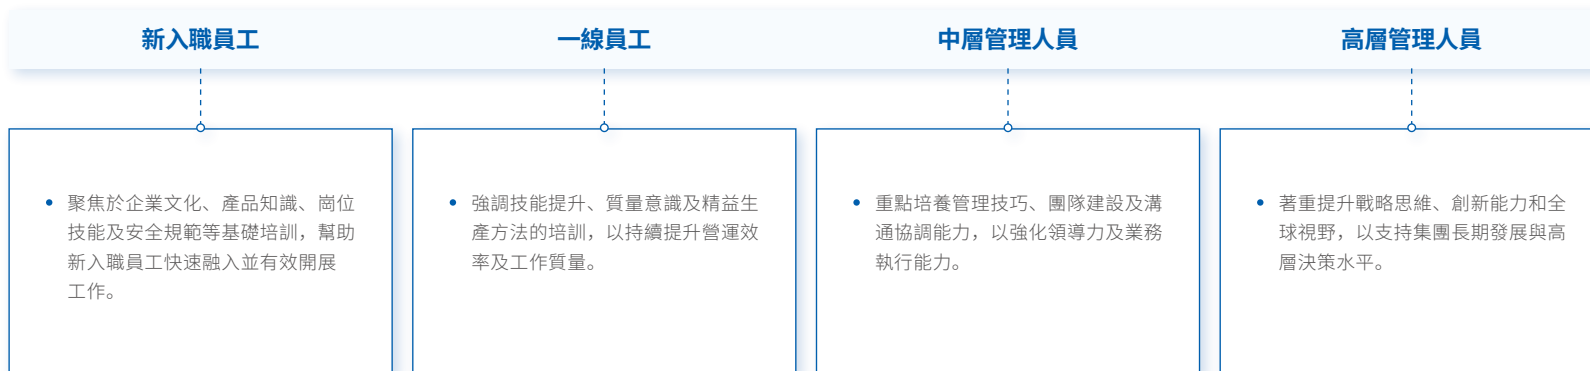 新入職員工
一線員工
中層管理人員
高層管理人員
• 聚焦於企業文化、產品知識、崗位
技能及安全規範等基礎培訓，幫助
新入職員工快速融入並有效開展
工作。
• 強調技能提升、質量意識及精益生
產方法的培訓，以持續提升營運效
率及工作質量。
• 重點培養管理技巧、團隊建設及溝
通協調能力，以強化領導力及業務
執行能力。
• 著重提升戰略思維、創新能力和全
球視野，以支持集團長期發展與高
層決策水平。